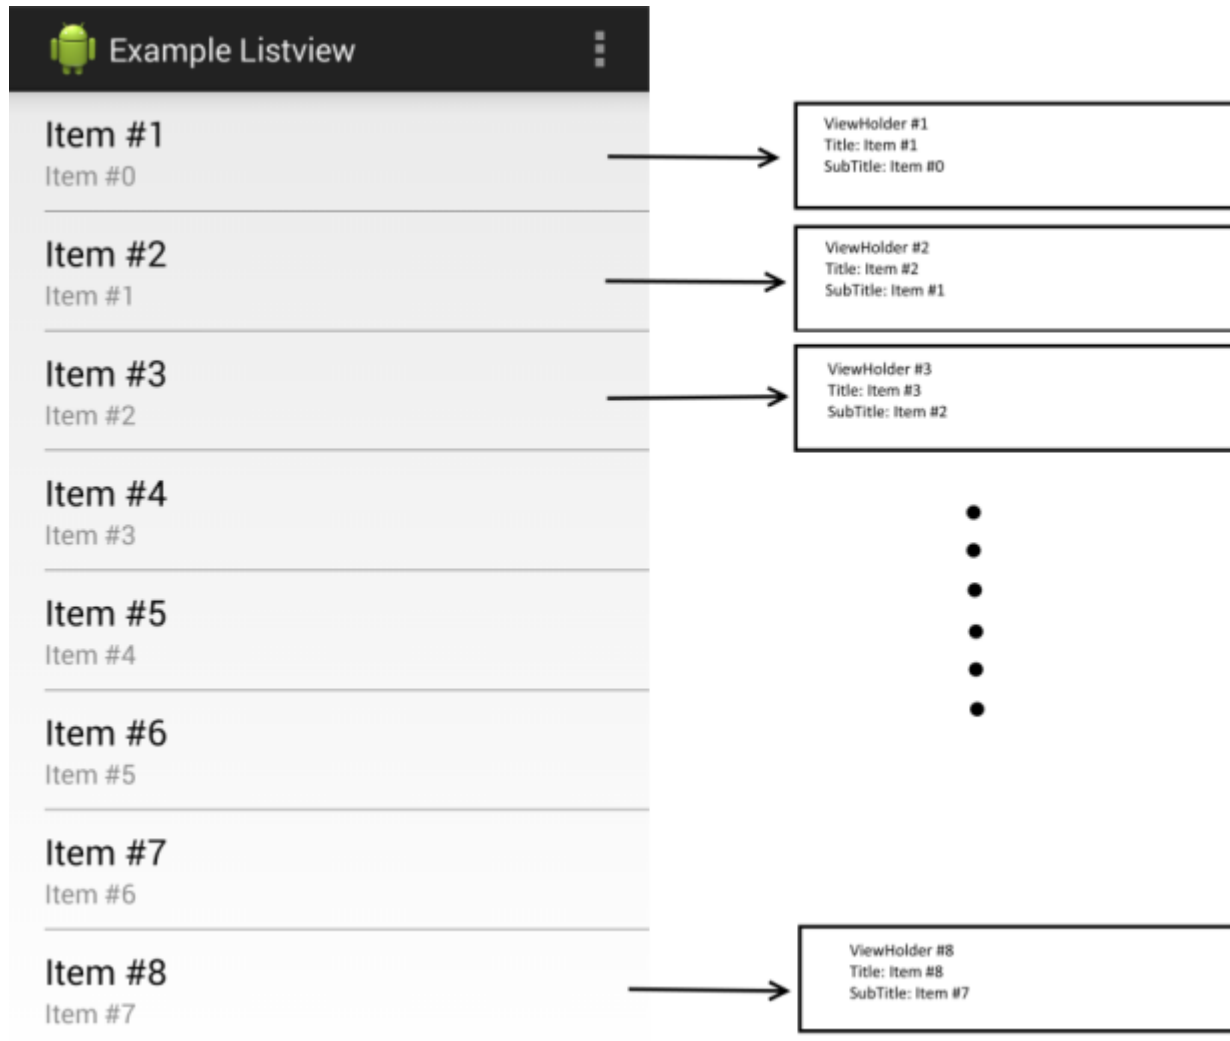 Example Listview
Item #1
Item #0
Item #2
Item #1
Item #3
Item #2
Item #4
Item #3
Item #5
Item #4
Item #6
Item #5
Item #7
Item #6
Item #8
Item #7
ViewHolder #1
Title: Item #1
SubTitle: Item #0
ViewHolder #2
Title: Item #2
SubTitle: Item #1
ViewHolder #3
Title: Item #3
SubTitle: Item #2
ViewHolder #8
Title: Item #8
SubTitle: Item #7